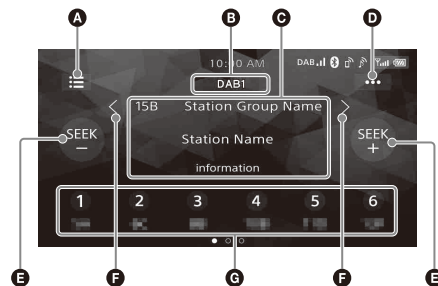 A B C D
10:00 AM DAB
DAB1
15B Station Group Name
SEEK
−
Station Name
SEEK
+
information
1 2 3 4 5 6
E F G F E